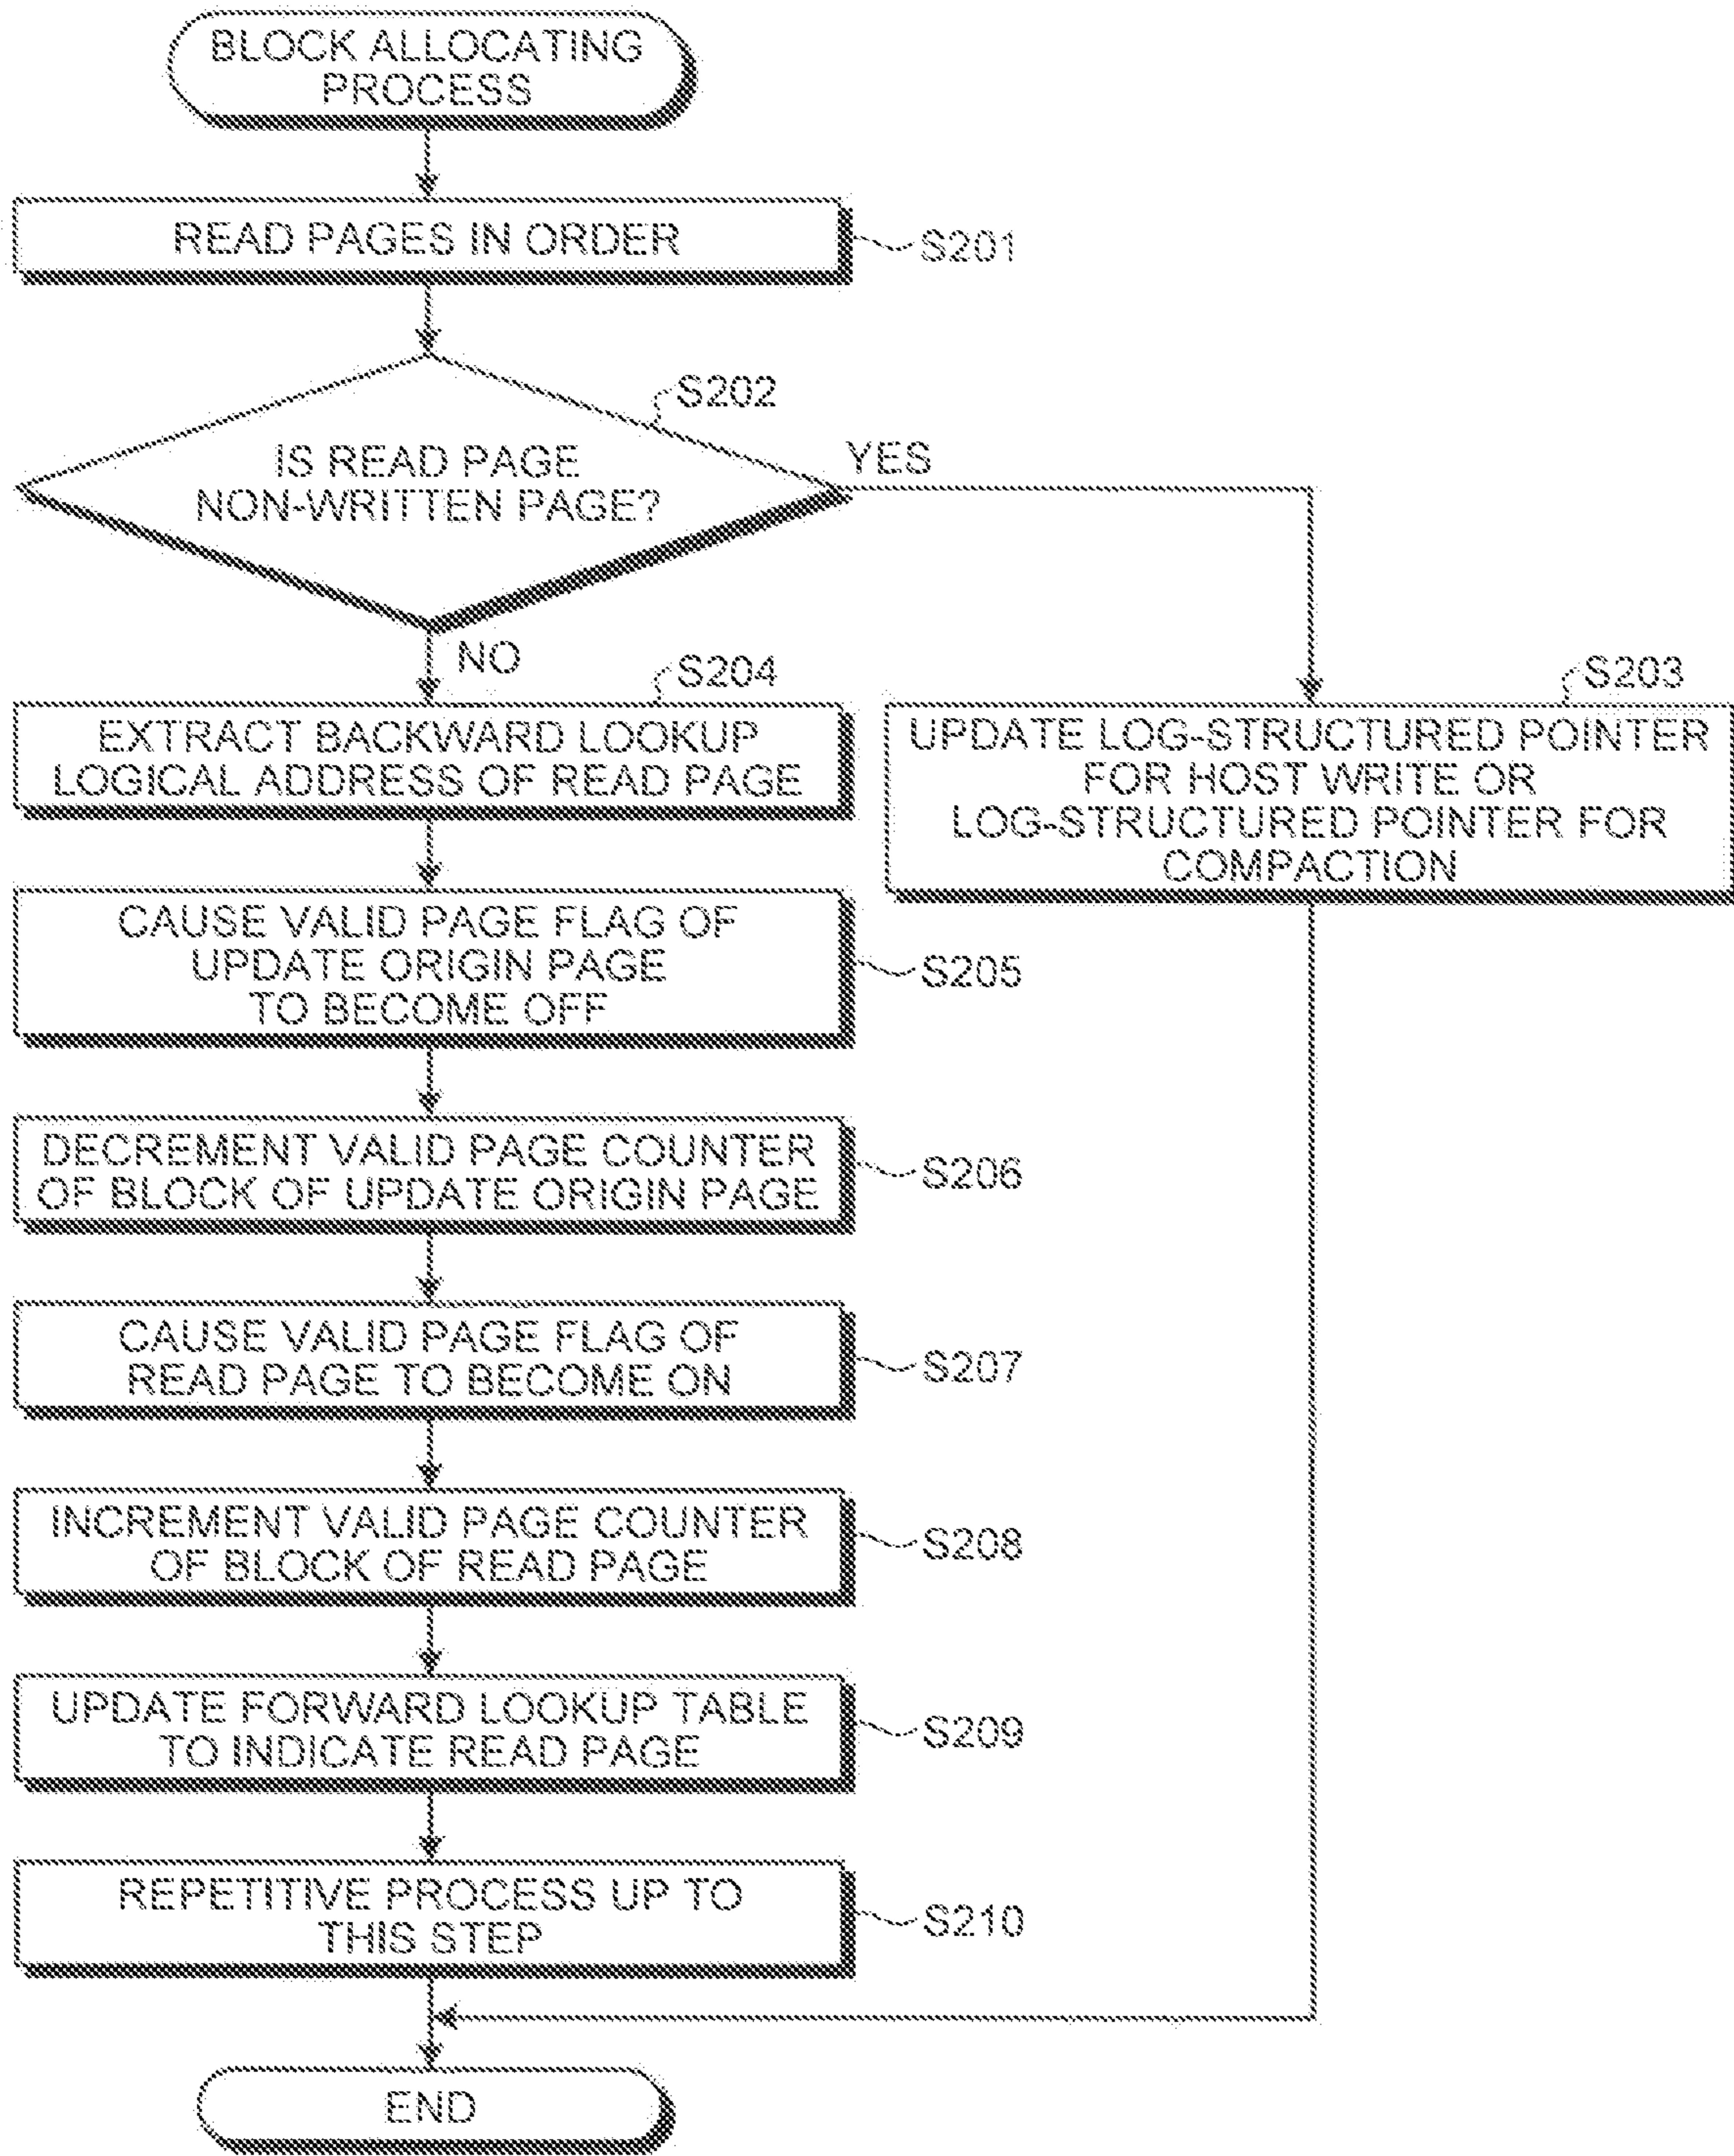 BLOCK ALLOCATING
PROCESS
READ PAGES IN ORDER
S201
S202
IS READ PAGE
NON-WRITTEN PAGE?
YES
NO
S204
EXTRACT BACKWARD LOOKUP
LOGICAL ADDRESS OF READ PAGE
S203
UPDATE LOG-STRUCTURED POINTER
FOR HOST WRITE OR
LOG-STRUCTURED POINTER FOR
COMPACTION
CAUSE VALID PAGE FLAG OF
UPDATE ORIGIN PAGE
TO BECOME OFF
S205
DECREMENT VALID PAGE COUNTER
OF BLOCK OF UPDATE ORIGIN PAGE
S206
CAUSE VALID PAGE FLAG OF
READ PAGE TO BECOME ON
S207
INCREMENT VALID PAGE COUNTER
OF BLOCK OF READ PAGE
S208
UPDATE FORWARD LOOKUP TABLE
TO INDICATE READ PAGE
S209
REPETITIVE PROCESS UP TO
THIS STEP
S210
END